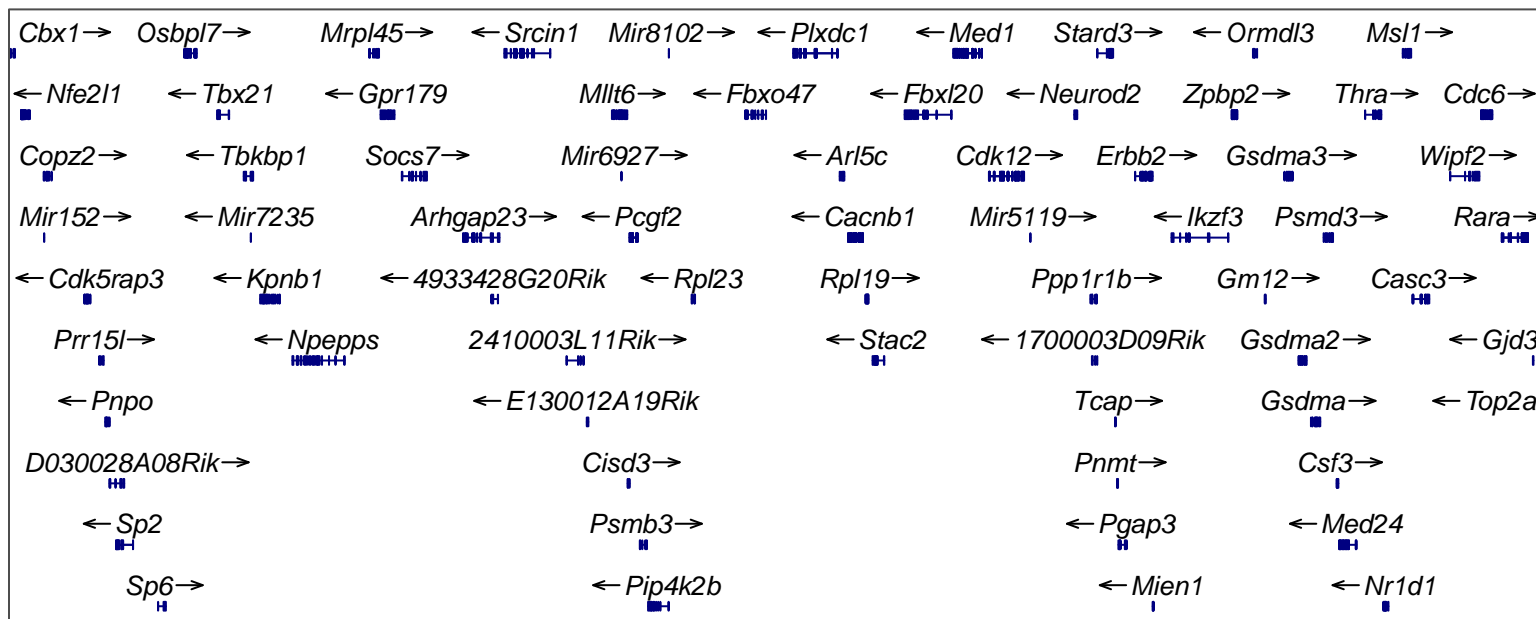 Cbx1→ Osbpl7→ Mrpl45→ ←Srcin1 Mir8102→ ←Plxdc1 ←Med1 Stard3→ ←Ormdl3 Msl1→
←Nfe2l1 ←Tbx21 ←Gpr179 Mllt6→ ←Fbxo47 ←Fbxl20 ←Neurod2 Zpbp2→ Thra→ Cdc6→
Copz2→ ←Tbkbp1 Socs7→ Mir6927→ ←Arl5c Cdk12→ Erbb2→ Gsdma3→ Wipf2→
Mir152→ ←Mir7235 Arhgap23→ ←Pcgf2 ←Cacnb1 Mir5119→ ←Ikzf3 Psmd3→ Rara→
←Cdk5rap3 ←Kpnb1 ←4933428G20Rik ←Rpl23 Rpl19→ Ppp1r1b→ Gm12→ Casc3→
Prr15l→ ←Npepps 2410003L11Rik→ ←Stac2 ←1700003D09Rik Gsdma2→ ←Gjd3
←Pnpo ←E130012A19Rik Tcap→ Gsdma→ ←Top2a
D030028A08Rik→ Cisd3→ Pnmt→ Csf3→
←Sp2 Psmb3→ ←Pgap3 ←Med24
Sp6→ ←Pip4k2b ←Mien1 ←Nr1d1